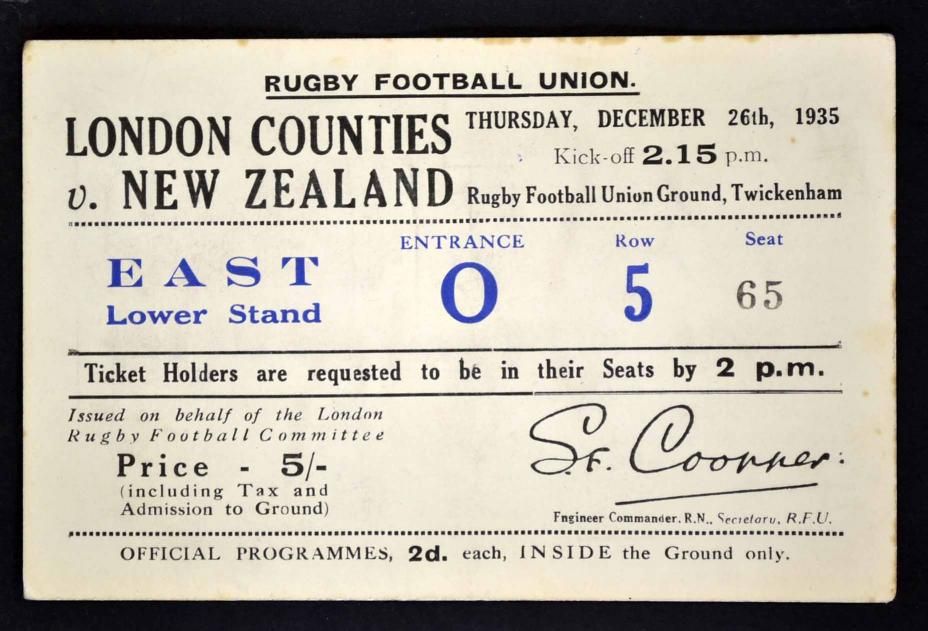 RUGBY FOOTBALL UNION.
LONDON COUNTIES
v. NEW ZEALAND
THURSDAY, DECEMBER 26th, 1935
Kick-off 2.15 p.m.
Rugby Football Union Ground, Twickenham
EAST
Lower Stand
ENTRANCE
O
Row
5
Seat
65
Ticket Holders are requested to be in their Seats by 2 p.m.
Issued on behalf of the London
Rugby Football Committee
Price - 5/-
(including Tax and
Admission to Ground)
S.F. Coopper.
Engineer Commander. R.N., Secretary, R.F.U.
OFFICIAL PROGRAMMES, 2d. each, INSIDE the Ground only.